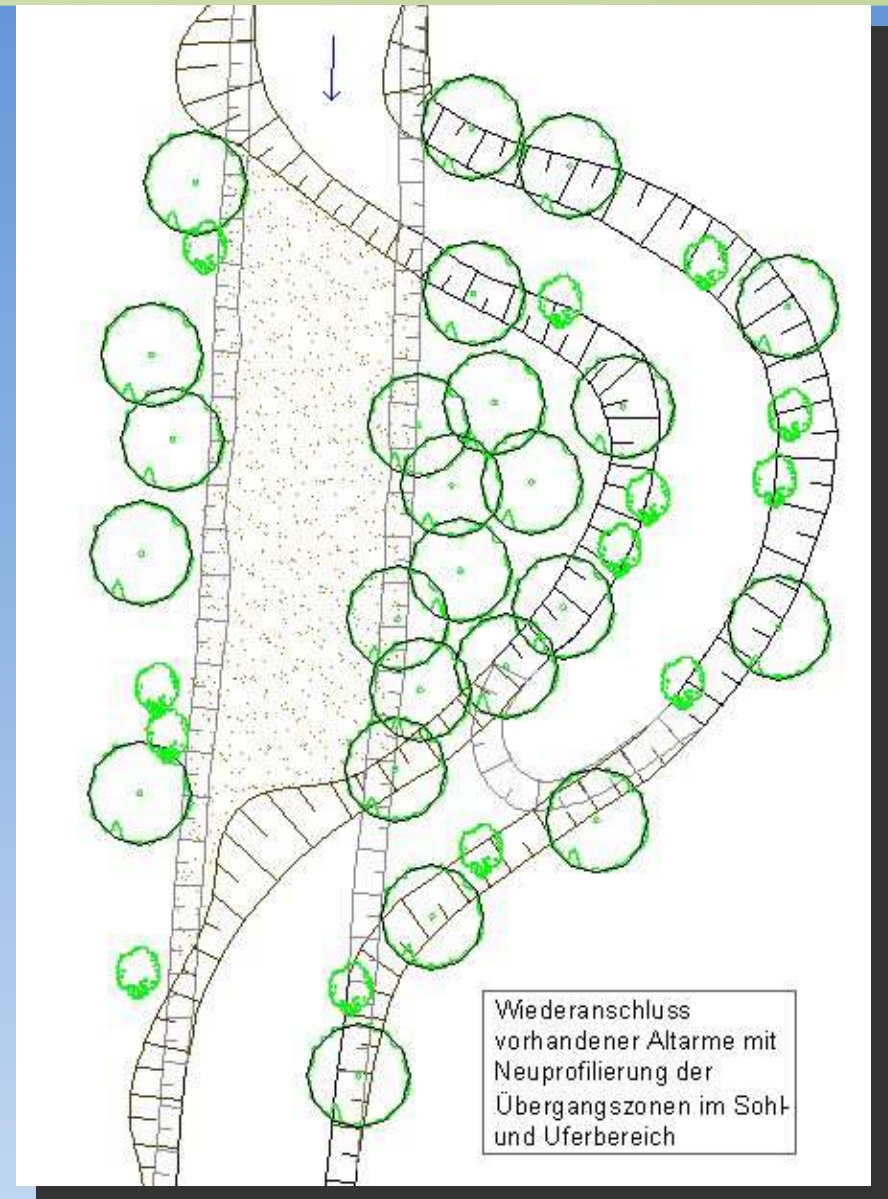 Wiederanschluss
vorhandener Altarme mit
Neuprofilierung der
Übergangszonen im Sohl-
und Uferbereich